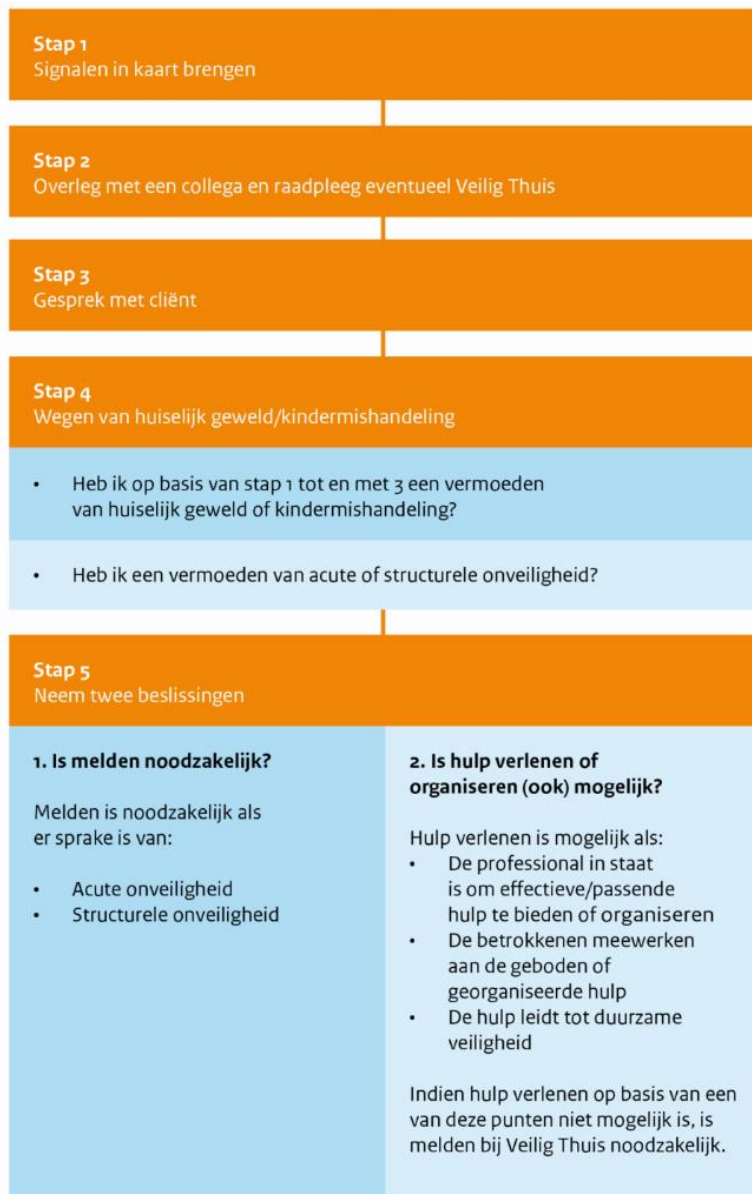 Stap 1
Signalen in kaart brengen
Stap 2
Overleg met een collega en raadpleeg eventueel Veilig Thuis
Stap 3
Gesprek met cliënt
Stap 4
Wegen van huiselijk geweld/kindermishandeling
• Heb ik op basis van stap 1 tot en met 3 een vermoeden
van huiselijk geweld of kindermishandeling?
• Heb ik een vermoeden van acute of structurele onveiligheid?
Stap 5
Neem twee beslissingen
1. Is melden noodzakelijk?
Melden is noodzakelijk als
er sprake is van:
• Acute onveiligheid
• Structurele onveiligheid
2. Is hulp verlenen of
organiseren (ook) mogelijk?
Hulp verlenen is mogelijk als:
• De professional in staat
is om effectieve/passende
hulp te bieden of organiseren
• De betrokkenen meewerken
aan de geboden of
georganiseerde hulp
• De hulp leidt tot duurzame
veiligheid
Indien hulp verlenen op basis van een
van deze punten niet mogelijk is, is
melden bij Veilig Thuis noodzakelijk.